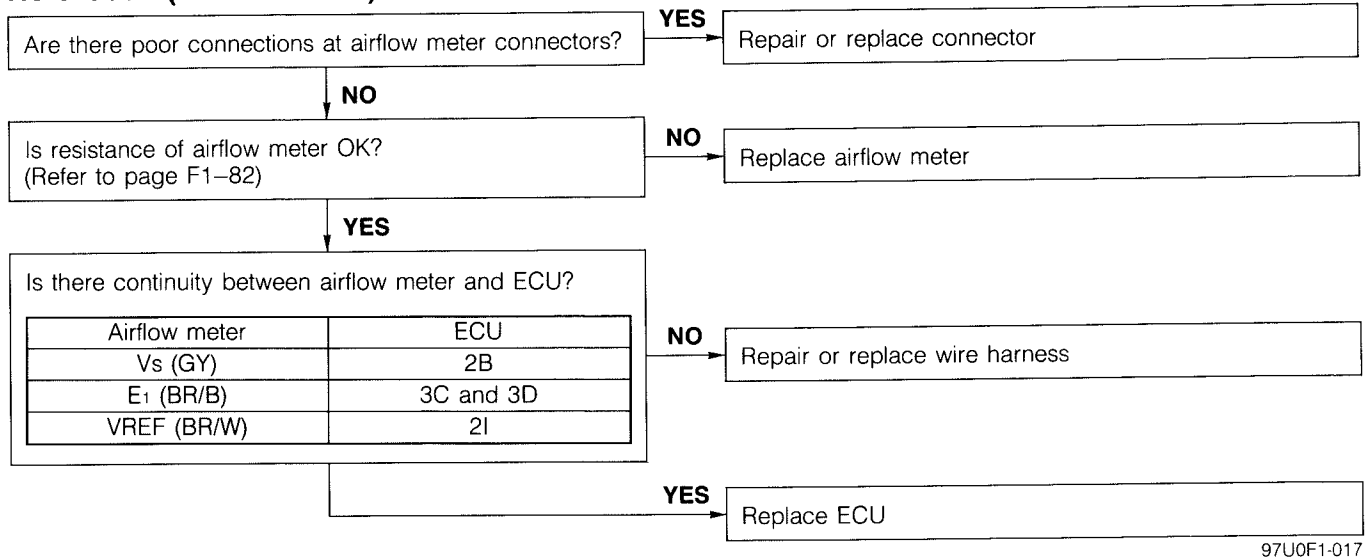 YES
Are there poor connections at airflow meter connectors?
Repair or replace connector
NO
Is resistance of airflow meter OK?
(Refer to page F1–82)
NO
Replace airflow meter
YES
Is there continuity between airflow meter and ECU?
Airflow meter ECU
Vs (GY) 2B
E1 (BR/B) 3C and 3D
VREF (BR/W) 2I
NO
Repair or replace wire harness
YES
Replace ECU
97U0F1-017